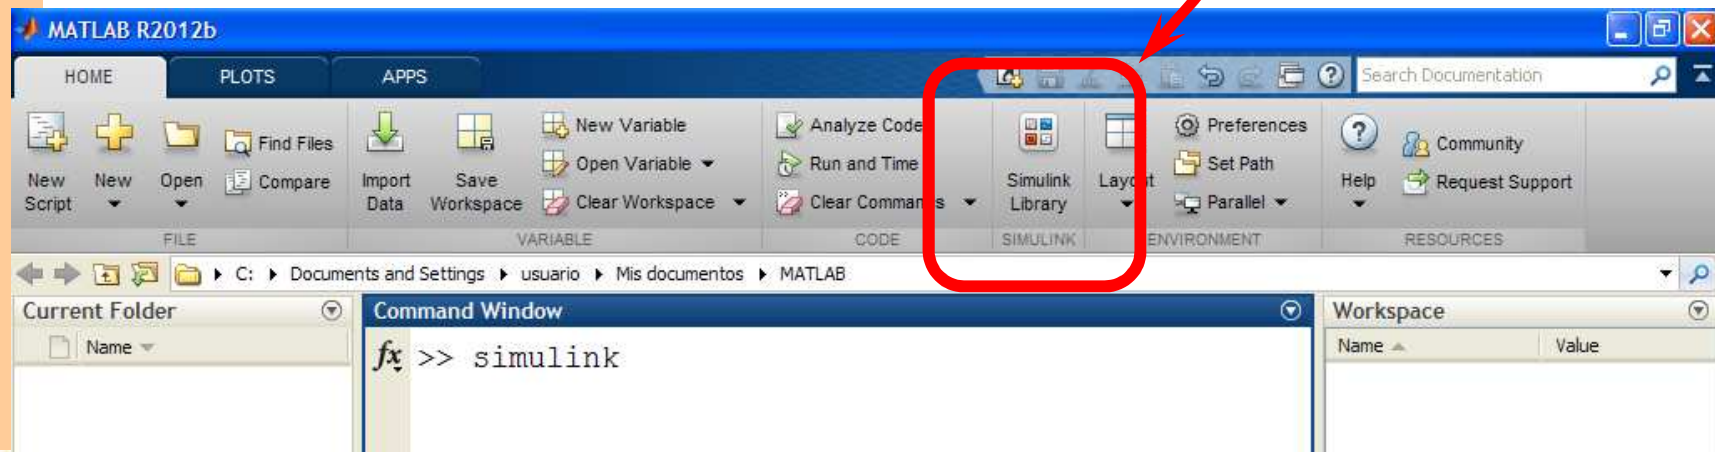 MATLAB R2012b
HOME PLOTS APPS
Search Documentation
New Script
New
Open
Find Files
Compare
Import Data
Save Workspace
New Variable
Open Variable
Clear Workspace
Analyze Code
Run and Time
Clear Commands
Simulink Library
Layout
Preferences
Set Path
Parallel
Help
Community
Request Support
FILE VARIABLE CODE SIMULINK ENVIRONMENT RESOURCES
C: Documents and Settings usuario Mis documentos MATLAB
Current Folder
Name
Command Window
fx >> simulink
Workspace
Name Value